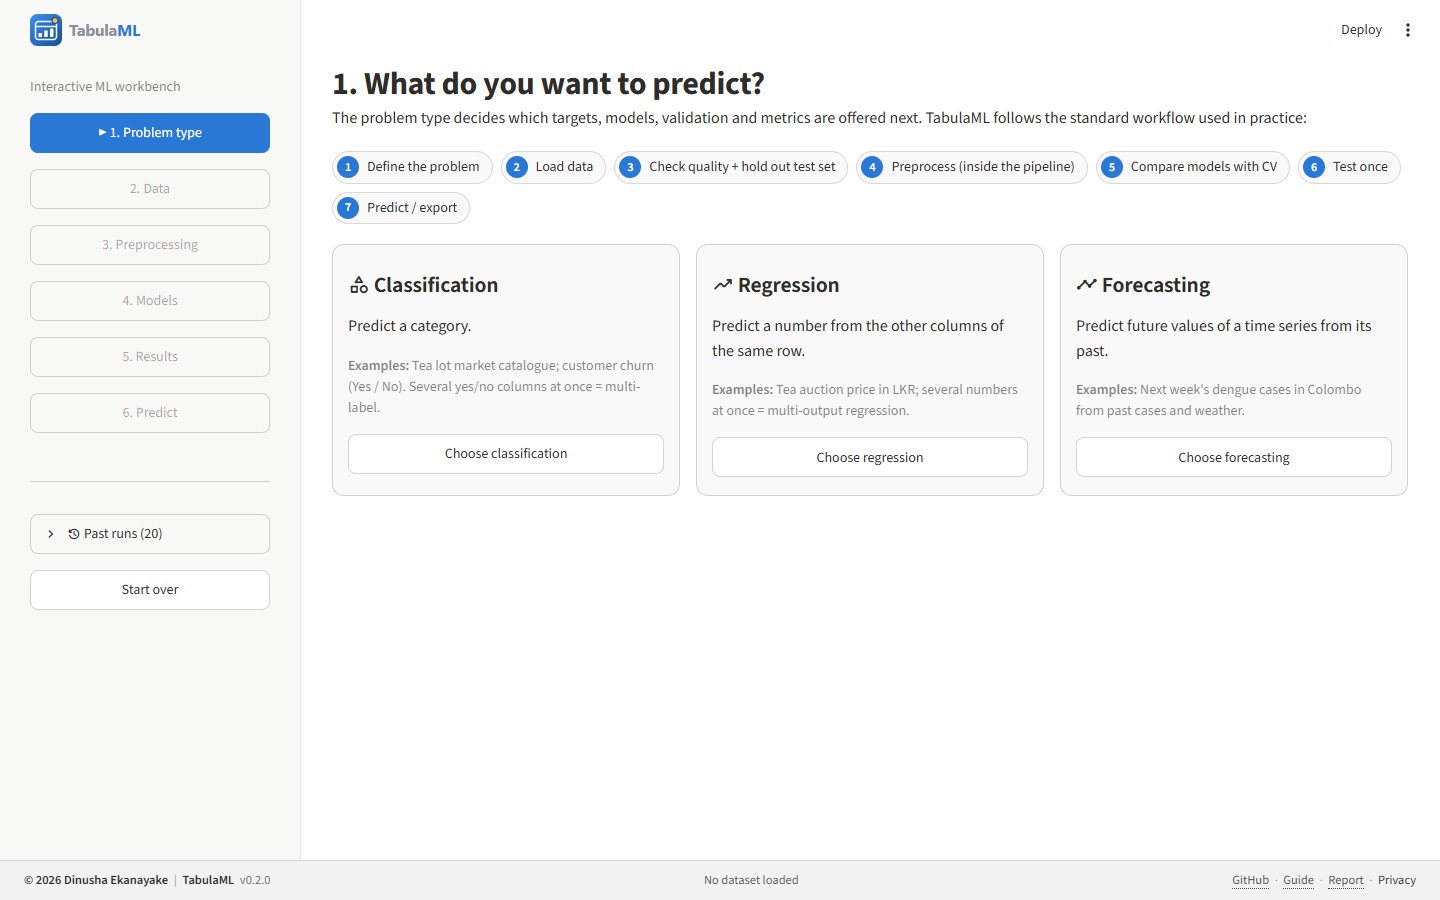 TabulaML
Interactive ML workbench
1. Problem type
2. Data
3. Preprocessing
4. Models
5. Results
6. Predict
Past runs (20)
Start over
Deploy
1. What do you want to predict?
The problem type decides which targets, models, validation and metrics are offered next. TabulaML follows the standard workflow used in practice:
1 Define the problem 2 Load data 3 Check quality + hold out test set 4 Preprocess (inside the pipeline) 5 Compare models with CV 6 Test once
7 Predict / export
Classification
Predict a category.
Examples: Tea lot market catalogue; customer churn
(Yes / No). Several yes/no columns at once = multi-
label.
Choose classification
Regression
Predict a number from the other columns of
the same row.
Examples: Tea auction price in LKR; several numbers
at once = multi-output regression.
Choose regression
Forecasting
Predict future values of a time series from its
past.
Examples: Next week's dengue cases in Colombo
from past cases and weather.
Choose forecasting
© 2026 Dinusha Ekanayake | TabulaML v0.2.0
No dataset loaded
GitHub · Guide · Report · Privacy